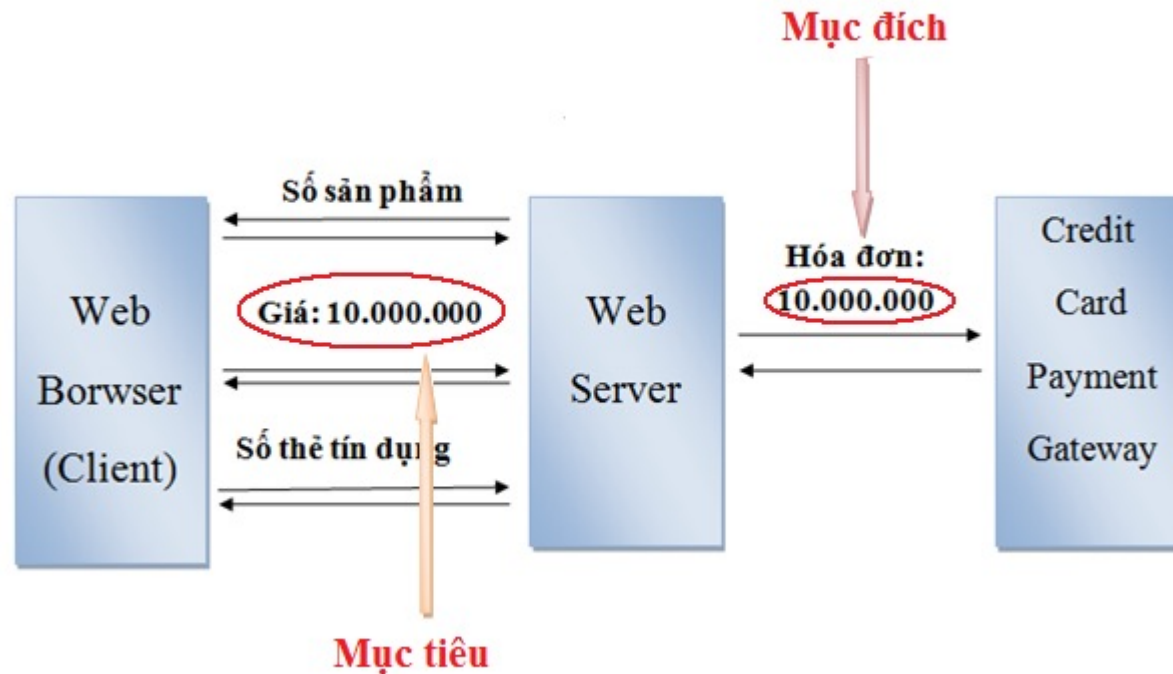 Mục đích
Số sản phẩm
Giá: 10.000.000
Số thẻ tín dụng
Hóa đơn:
10.000.000
Web
Borwser
(Client)
Web
Server
Credit
Card
Payment
Gateway
Mục tiêu